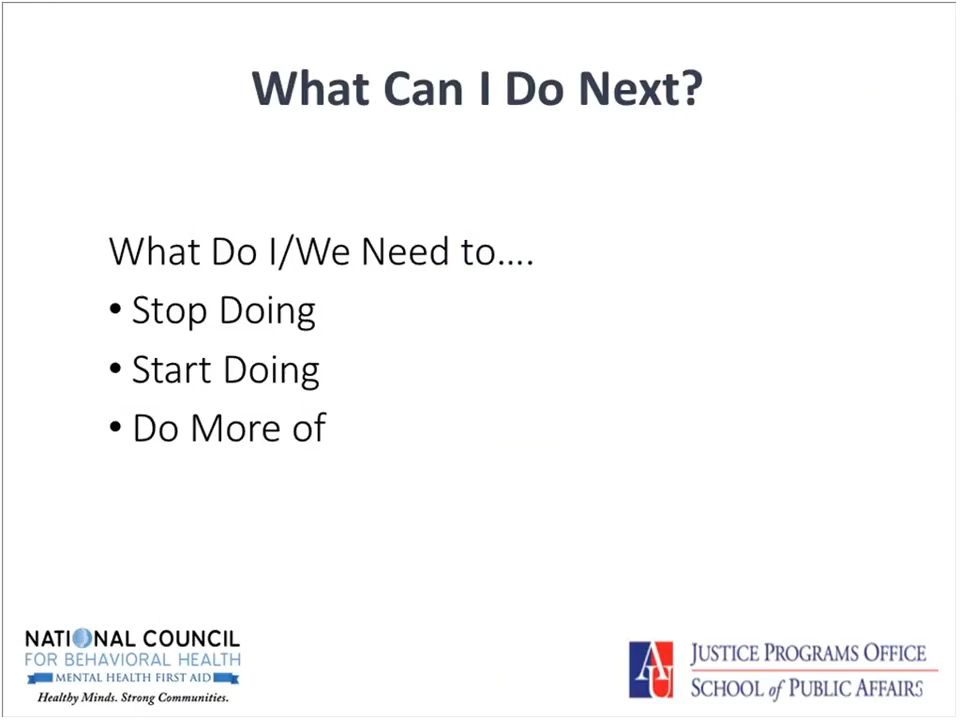 What Can I Do Next?
What Do I/We Need to....
• Stop Doing
• Start Doing
• Do More of
NATIONAL COUNCIL
FOR BEHAVIORAL HEALTH
MENTAL HEALTH FIRST AID
Healthy Minds. Strong Communities.
AU
JUSTICE PROGRAMS OFFICE
SCHOOL of PUBLIC AFFAIRS